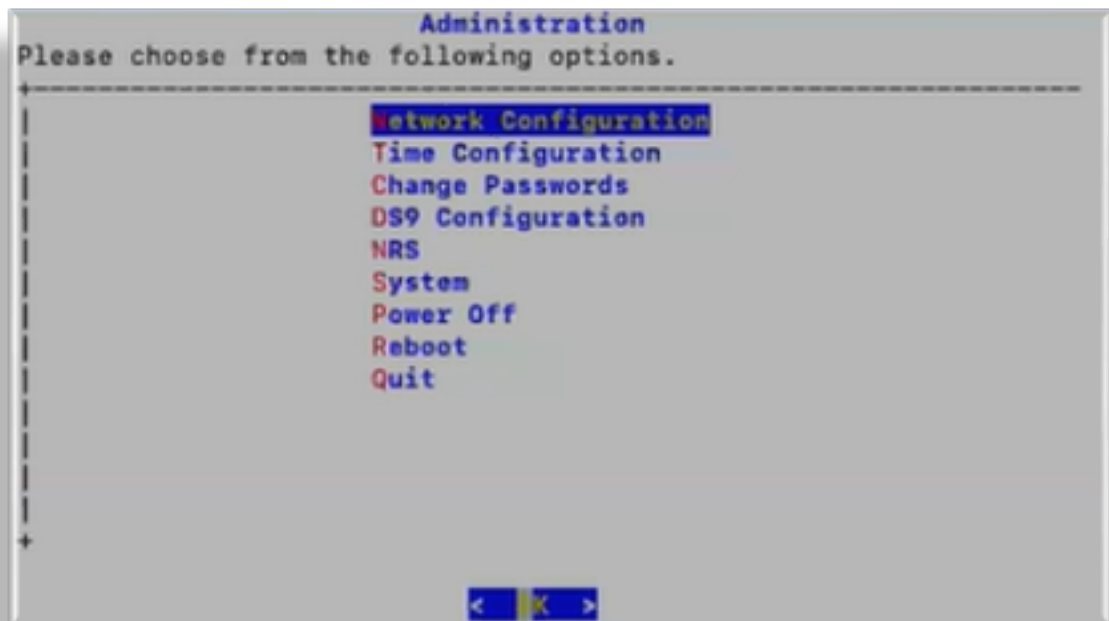 Administration
Please choose from the following options.
Network Configuration
Time Configuration
Change Passwords
DS9 Configuration
NRS
System
Power Off
Reboot
Quit
< OK >